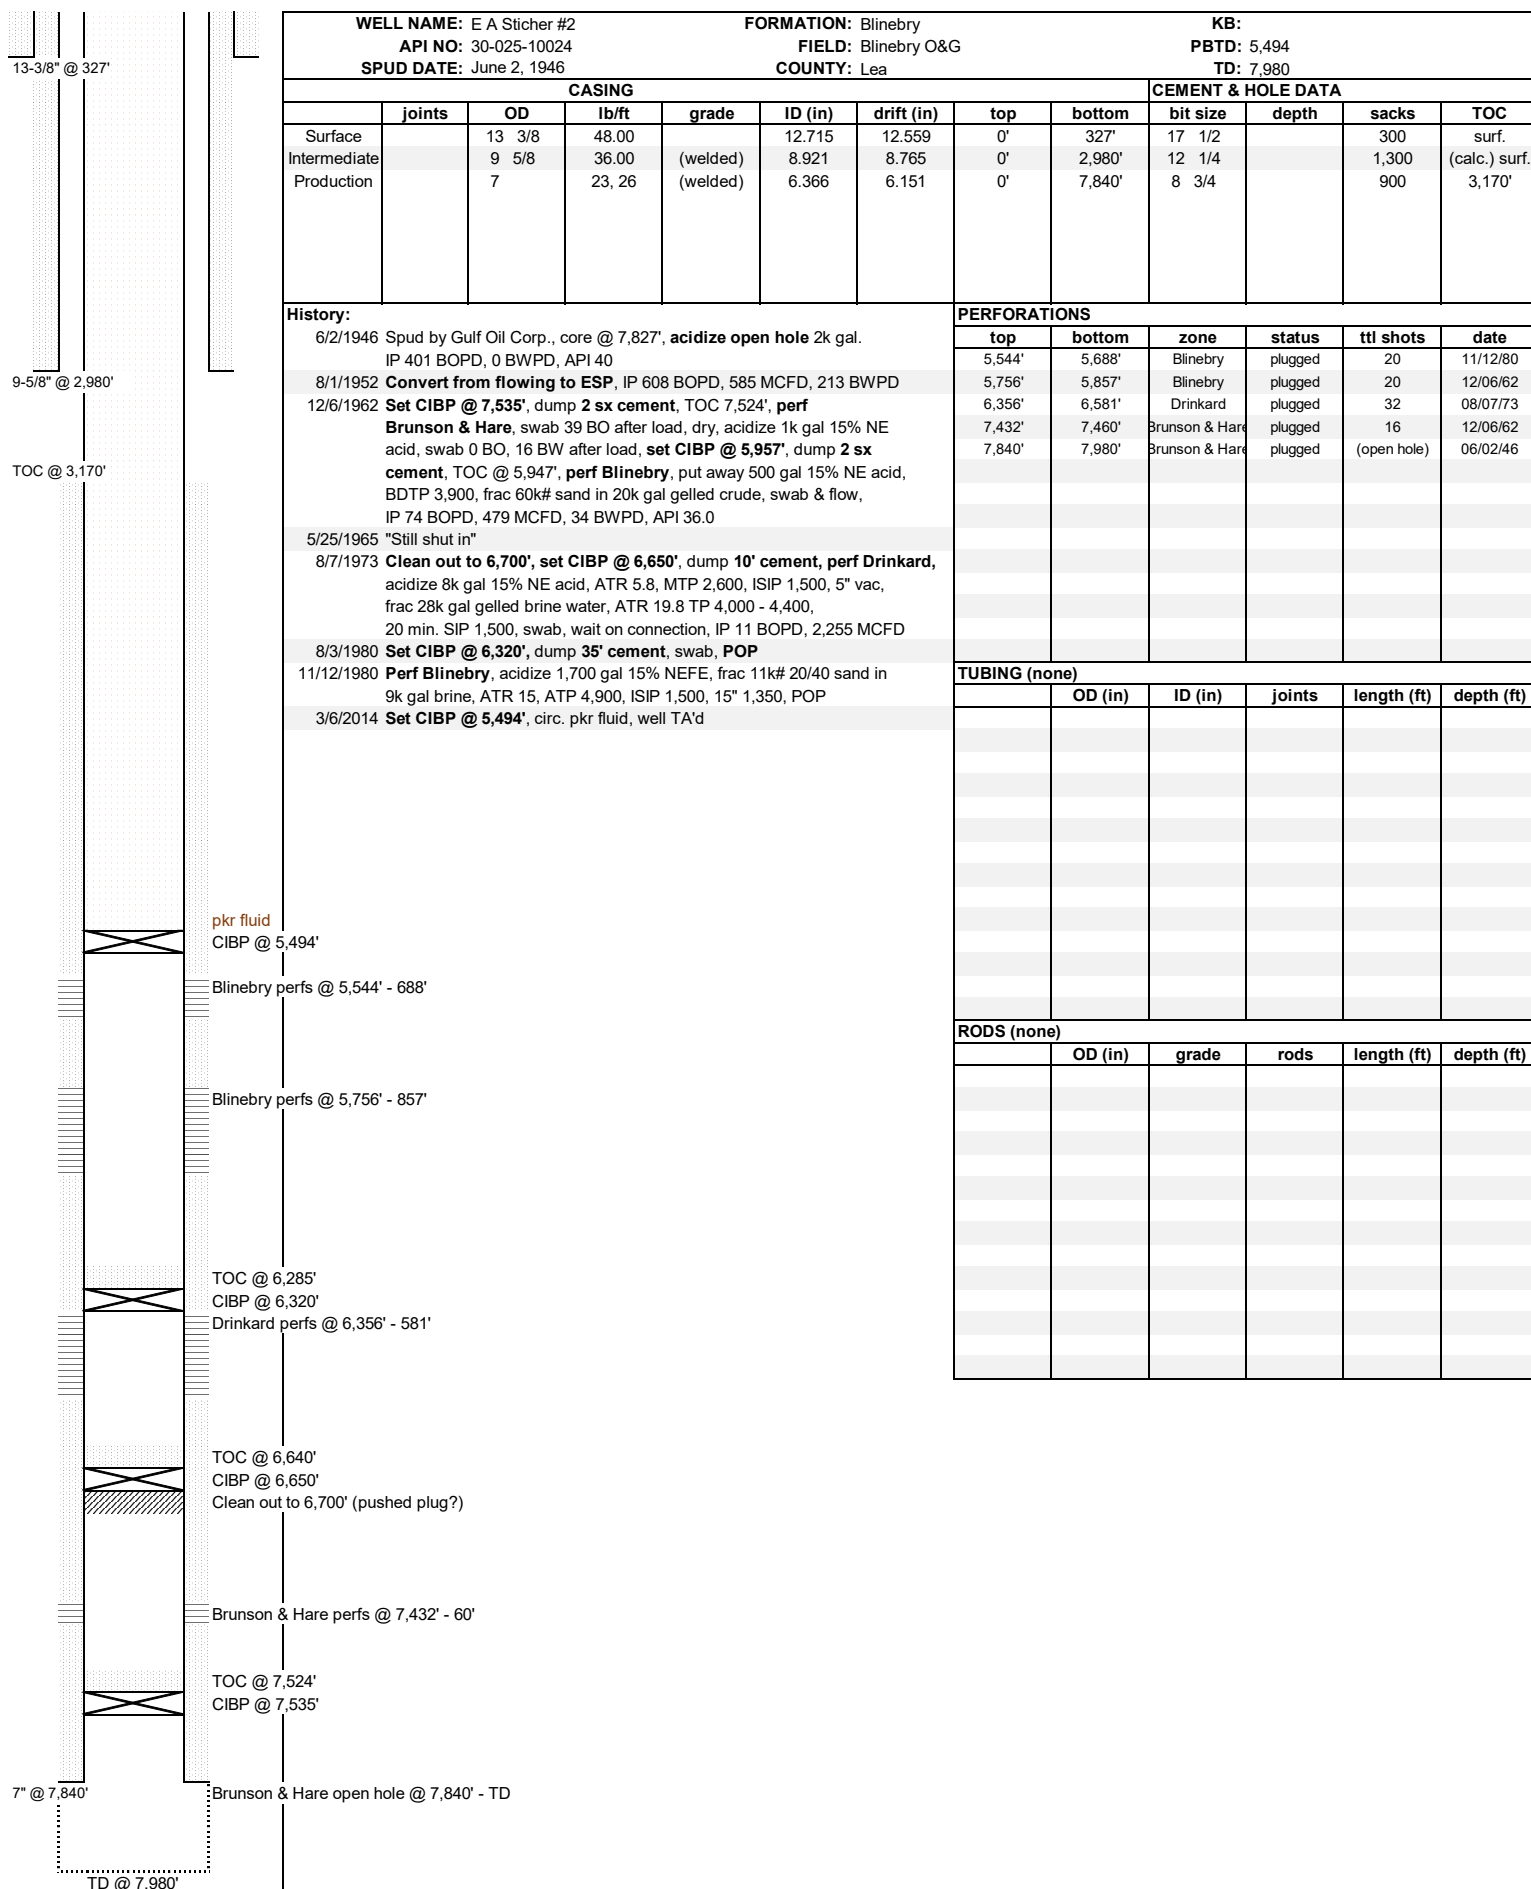 WELL NAME: E A Sticher #2 FORMATION: Blinebry KB:
API NO: 30-025-10024 FIELD: Blinebry O&G PBTD: 5,494
SPUD DATE: June 2, 1946 COUNTY: Lea TD: 7,980
CASING CEMENT & HOLE DATA
joints OD lb/ft grade ID (in) drift (in) top bottom bit size depth sacks TOC
Surface 13 3/8 48.00 12.715 12.559 0' 327' 17 1/2 300 surf.
Intermediate 9 5/8 36.00 (welded) 8.921 8.765 0' 2,980' 12 1/4 1,300 (calc.) surf.
Production 7 23, 26 (welded) 6.366 6.151 0' 7,840' 8 3/4 900 3,170'
History:
6/2/1946 Spud by Gulf Oil Corp., core @ 7,827', acidize open hole 2k gal.
IP 401 BOPD, 0 BWPD, API 40
8/1/1952 Convert from flowing to ESP, IP 608 BOPD, 585 MCFD, 213 BWPD
12/6/1962 Set CIBP @ 7,535', dump 2 sx cement, TOC 7,524', perf
Brunson & Hare, swab 39 BO after load, dry, acidize 1k gal 15% NE
acid, swab 0 BO, 16 BW after load, set CIBP @ 5,957', dump 2 sx
cement, TOC @ 5,947', perf Blinebry, put away 500 gal 15% NE acid,
BDTP 3,900, frac 60k# sand in 20k gal gelled crude, swab & flow,
IP 74 BOPD, 479 MCFD, 34 BWPD, API 36.0
5/25/1965 "Still shut in"
8/7/1973 Clean out to 6,700', set CIBP @ 6,650', dump 10' cement, perf Drinkard,
acidize 8k gal 15% NE acid, ATR 5.8, MTP 2,600, ISIP 1,500, 5" vac,
frac 28k gal gelled brine water, ATR 19.8 TP 4,000 - 4,400,
20 min. SIP 1,500, swab, wait on connection, IP 11 BOPD, 2,255 MCFD
8/3/1980 Set CIBP @ 6,320', dump 35' cement, swab, POP
11/12/1980 Perf Blinebry, acidize 1,700 gal 15% NEFE, frac 11k# 20/40 sand in
9k gal brine, ATR 15, ATP 4,900, ISIP 1,500, 15" 1,350, POP
3/6/2014 Set CIBP @ 5,494', circ. pkr fluid, well TA'd
PERFORATIONS
top bottom zone status ttl shots date
5,544' 5,688' Blinebry plugged 20 11/12/80
5,756' 5,857' Blinebry plugged 20 12/06/62
6,356' 6,581' Drinkard plugged 32 08/07/73
7,432' 7,460' Brunson & Hare plugged 16 12/06/62
7,840' 7,980' Brunson & Hare plugged (open hole) 06/02/46
TUBING (none)
OD (in) ID (in) joints length (ft) depth (ft)
RODS (none)
OD (in) grade rods length (ft) depth (ft)
13-3/8" @ 327'
9-5/8" @ 2,980'
TOC @ 3,170'
pkr fluid
CIBP @ 5,494'
Blinebry perfs @ 5,544' - 688'
Blinebry perfs @ 5,756' - 857'
TOC @ 6,285'
CIBP @ 6,320'
Drinkard perfs @ 6,356' - 581'
TOC @ 6,640'
CIBP @ 6,650'
Clean out to 6,700' (pushed plug?)
Brunson & Hare perfs @ 7,432' - 60'
TOC @ 7,524'
CIBP @ 7,535'
7" @ 7,840'
Brunson & Hare open hole @ 7,840' - TD
TD @ 7,980'